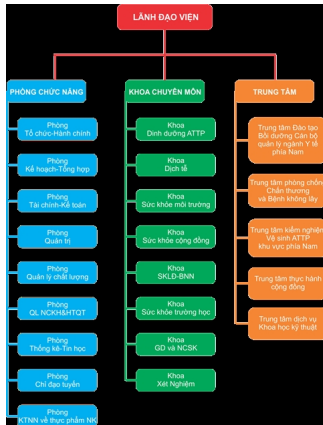 LÃNH ĐẠO VIỆN
PHÒNG CHỨC NĂNG
Phòng
Tổ chức-Hành chính
Phòng
Kế hoạch-Tổng hợp
Phòng
Tài chính-Kế toán
Phòng
Quản trị
Phòng
Quản lý chất lượng
Phòng
QL NCKH&HTQT
Phòng
Thống kê-Tin học
Phòng
Chỉ đạo tuyến
Phòng
KTNN về thực phẩm NK
KHOA CHUYÊN MÔN
Khoa
Dinh dưỡng ATTP
Khoa
Dịch tễ
Khoa
Sức khỏe môi trường
Khoa
Sức khỏe cộng đồng
Khoa
SKLĐ-BNN
Khoa
Sức khỏe trường học
Khoa
GD và NCSK
Khoa
Xét Nghiệm
TRUNG TÂM
Trung tâm Đào tạo
Bồi dưỡng Cán bộ
quản lý ngành Y tế
phía Nam
Trung tâm phòng chống
Chấn thương
và Bệnh không lây
Trung tâm kiểm nghiệm
Vệ sinh ATTP
khu vực phía Nam
Trung tâm thực hành
cộng đồng
Trung tâm dịch vụ
Khoa học kỹ thuật